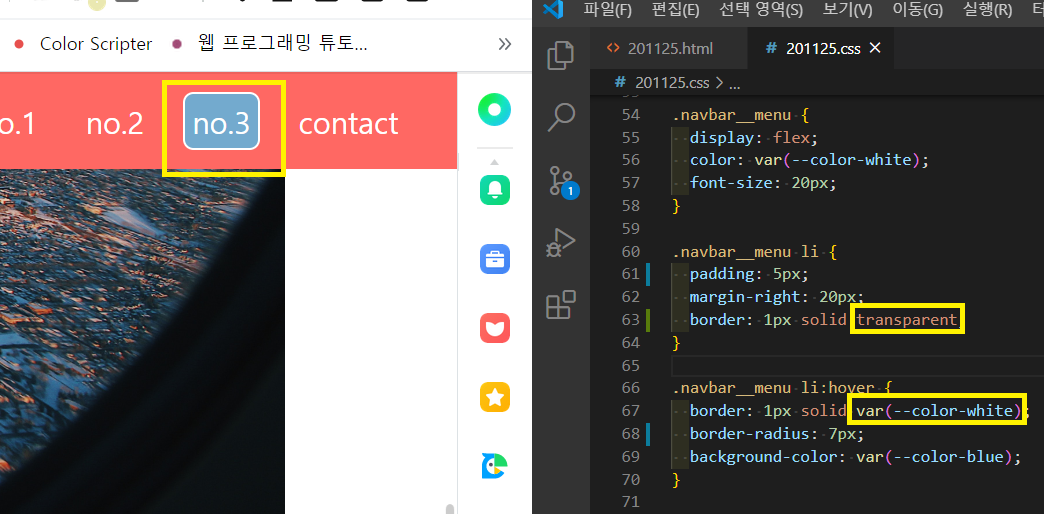 Color Scripter 웹 프로그래밍 튜토...
o.1 no.2 no.3 contact
파일(F) 편집(E) 선택 영역(S) 보기(V) 이동(G) 실행(R) 터
<> 201125.html # 201125.css ×
# 201125.css > ...
54 .navbar__menu {
55 display: flex;
56 color: var(--color-white);
57 font-size: 20px;
58 }
59
60 .navbar__menu li {
61 padding: 5px;
62 margin-right: 20px;
63 border: 1px solid transparent
64 }
65
66 .navbar__menu li:hover {
67 border: 1px solid var(--color-white);
68 border-radius: 7px;
69 background-color: var(--color-blue);
70 }
71
1